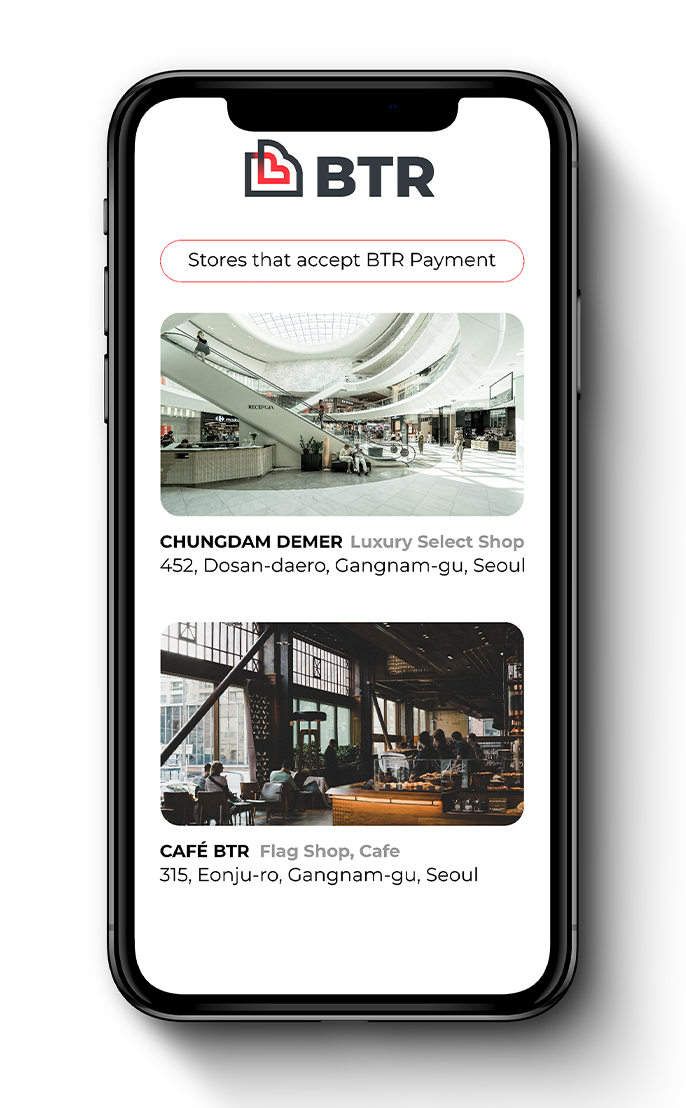 BTR
Stores that accept BTR Payment
RECEPCJA
CHUNGDAM DEMER Luxury Select Shop
452, Dosan-daero, Gangnam-gu, Seoul
CAFÉ BTR Flag Shop, Cafe
315, Eonju-ro, Gangnam-gu, Seoul